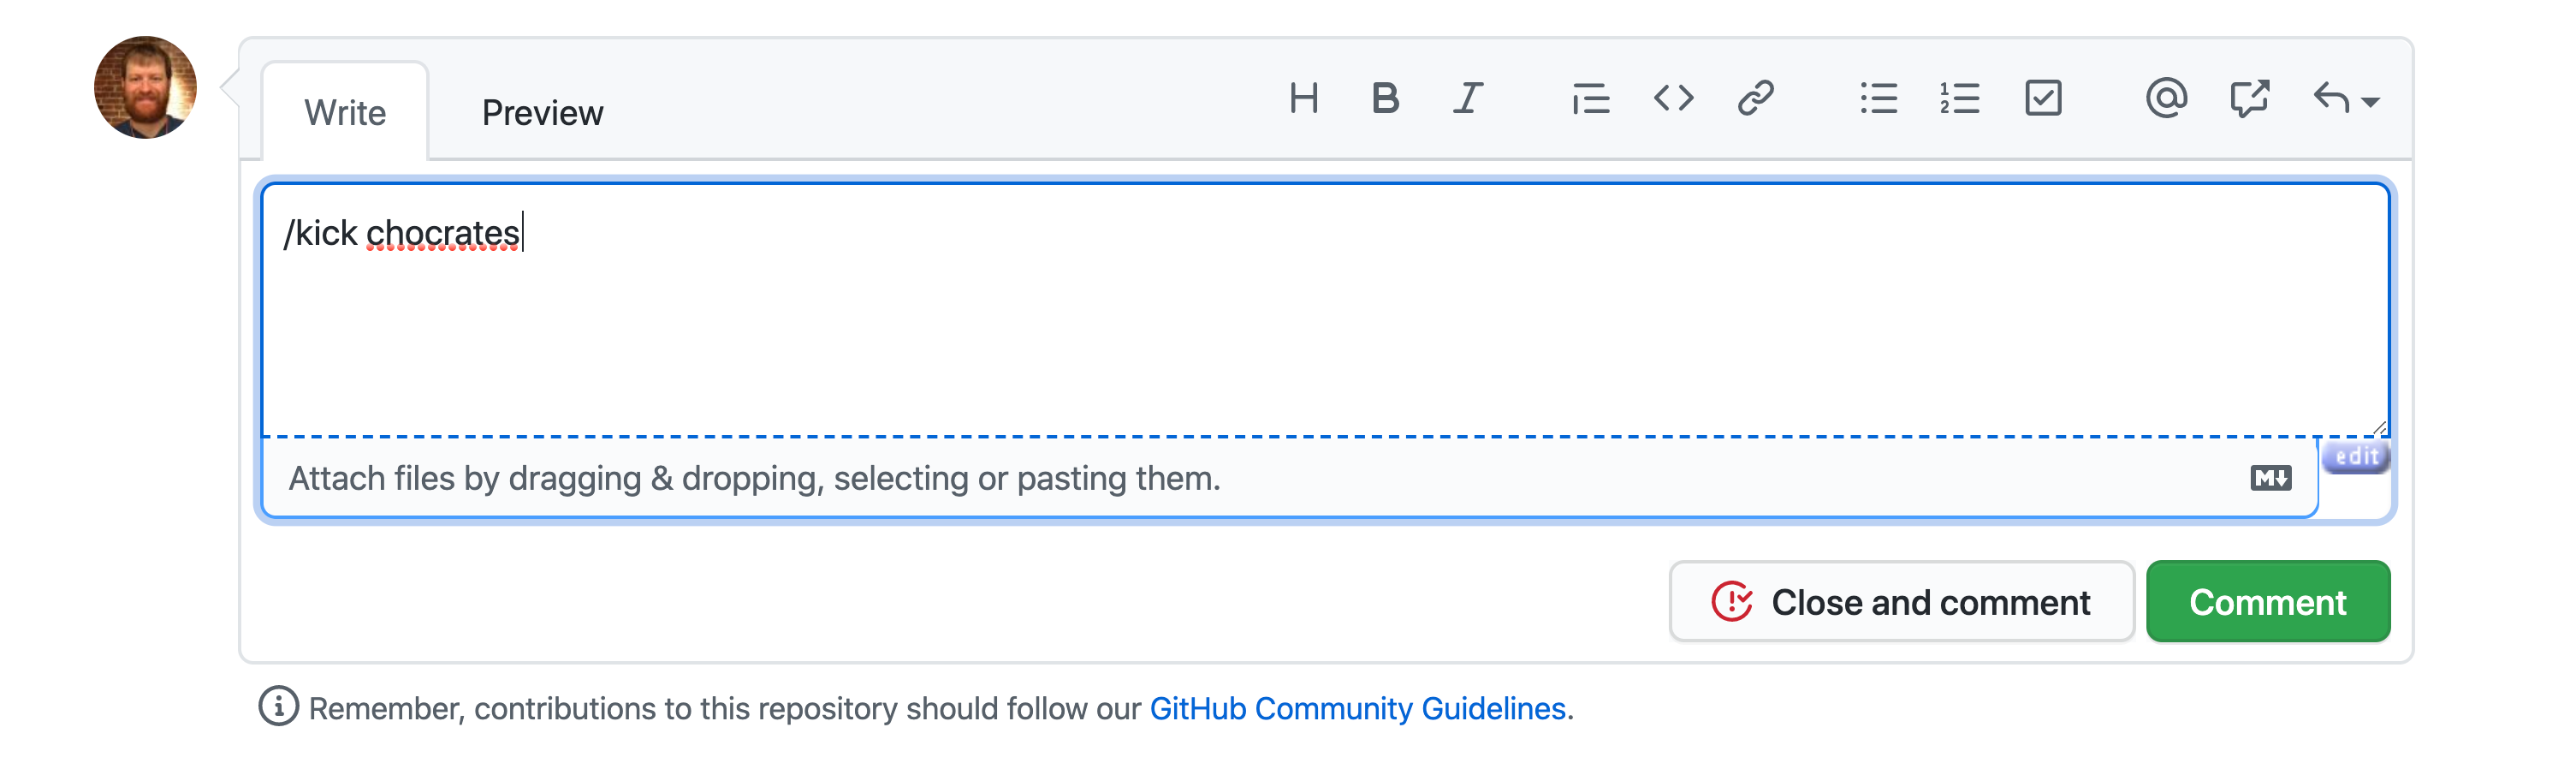 Write Preview
/kick chocrates
Attach files by dragging & dropping, selecting or pasting them.
edit
Close and comment Comment
Remember, contributions to this repository should follow our GitHub Community Guidelines.